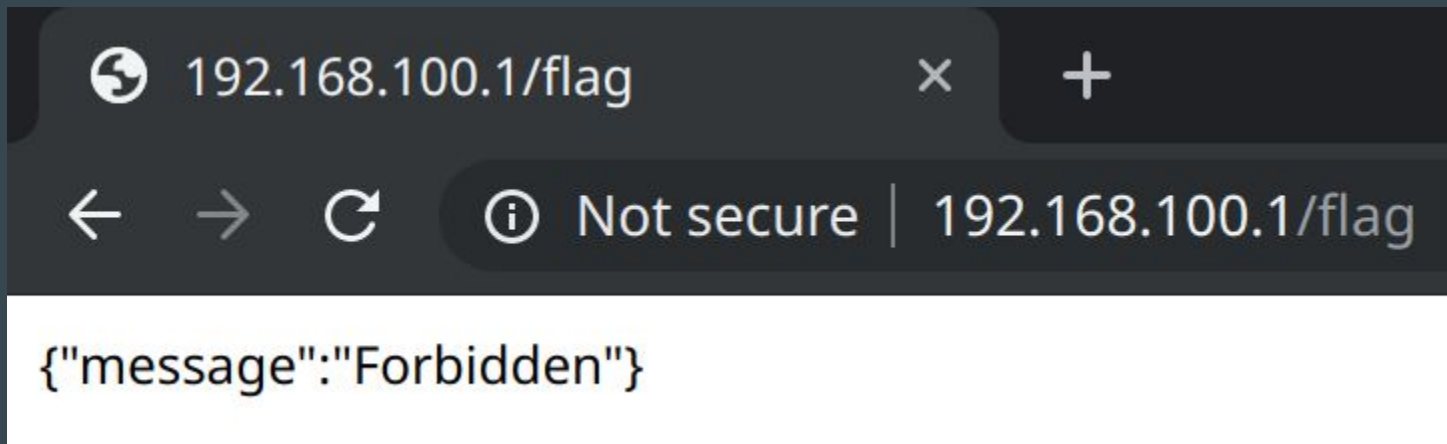 192.168.100.1/flag
Not secure 192.168.100.1/flag
{"message":"Forbidden"}